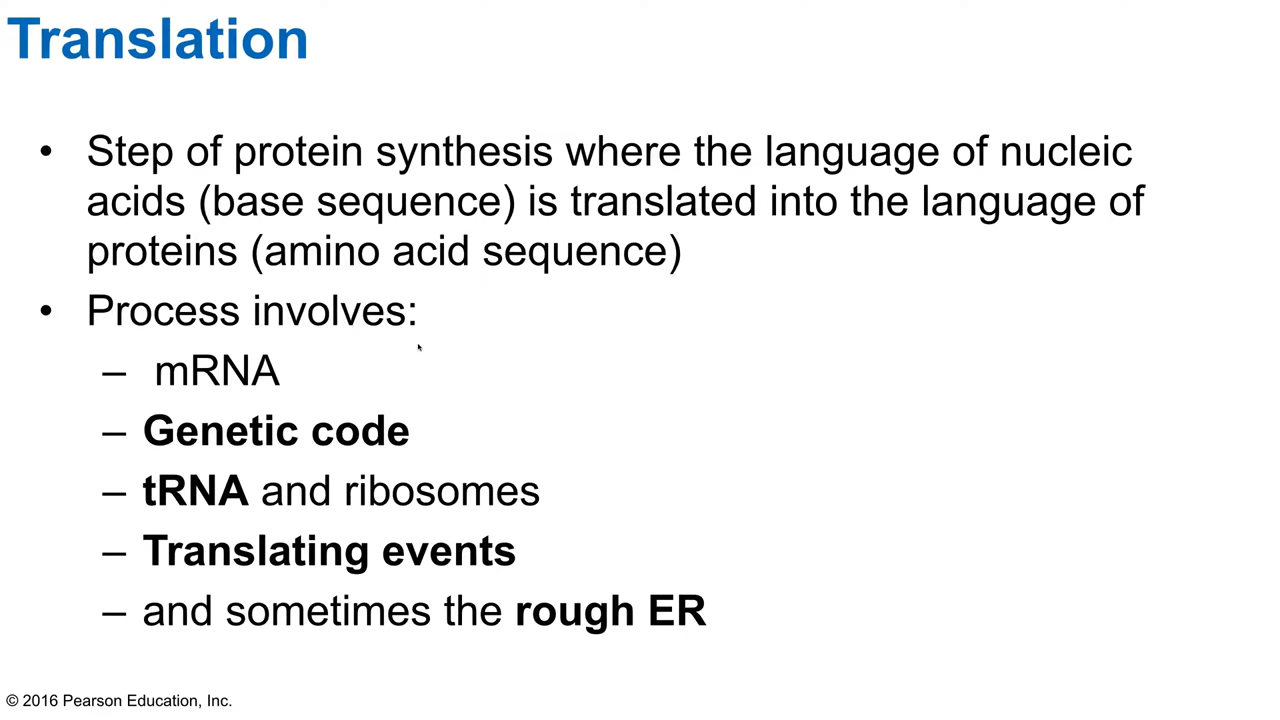 Translation
• Step of protein synthesis where the language of nucleic
acids (base sequence) is translated into the language of
proteins (amino acid sequence)
• Process involves:
– mRNA
– Genetic code
– tRNA and ribosomes
– Translating events
– and sometimes the rough ER
© 2016 Pearson Education, Inc.